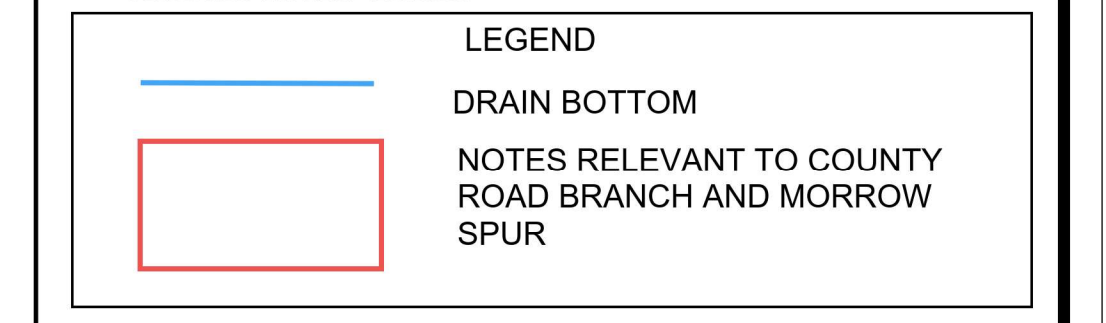 LEGEND
DRAIN BOTTOM
NOTES RELEVANT TO COUNTY
ROAD BRANCH AND MORROW
SPUR